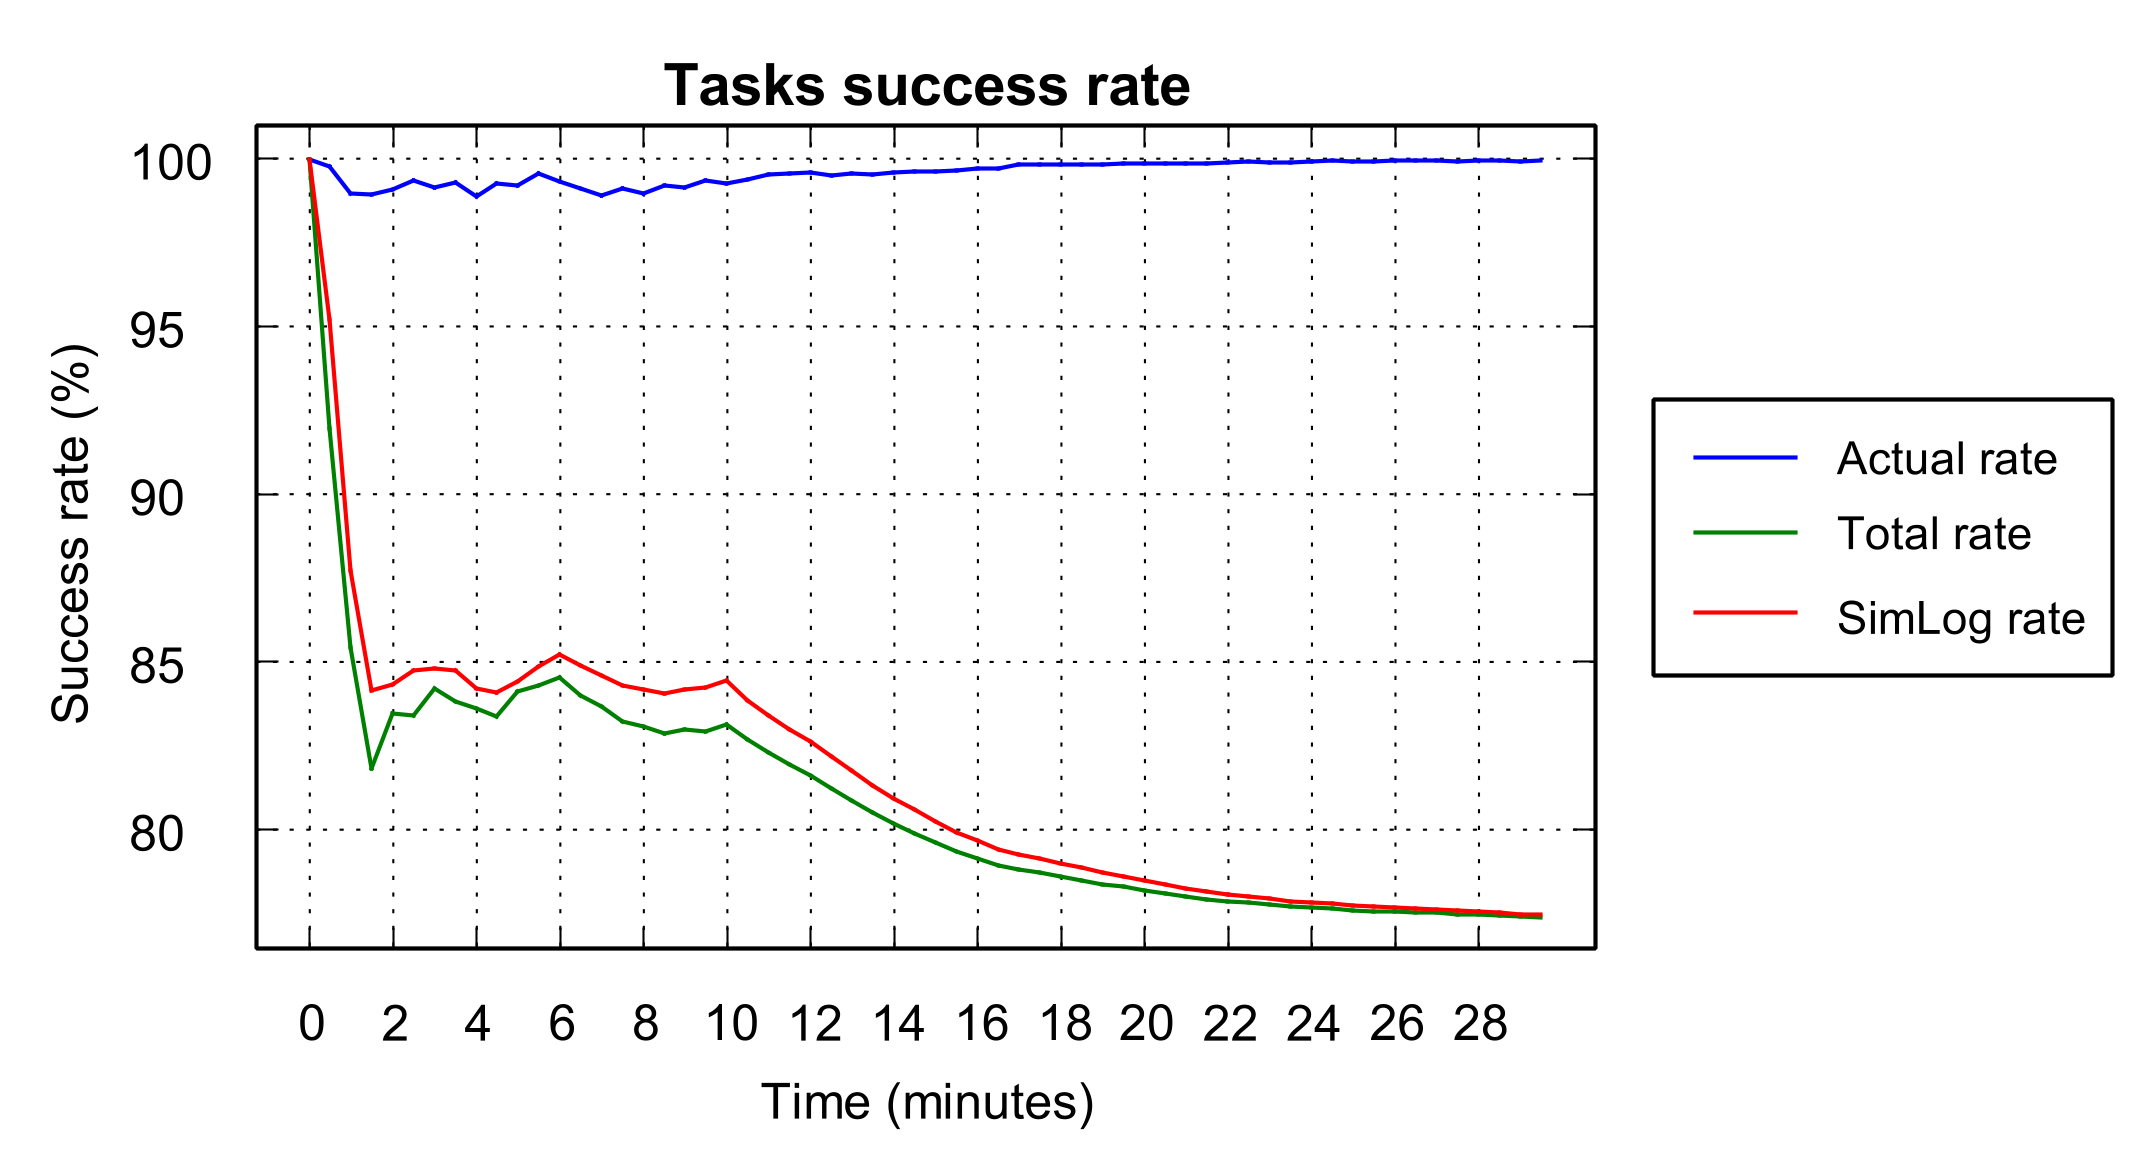 Tasks success rate
100
95
90
85
80
Success rate (%)
0 2 4 6 8 10 12 14 16 18 20 22 24 26 28
Time (minutes)
Actual rate
Total rate
SimLog rate